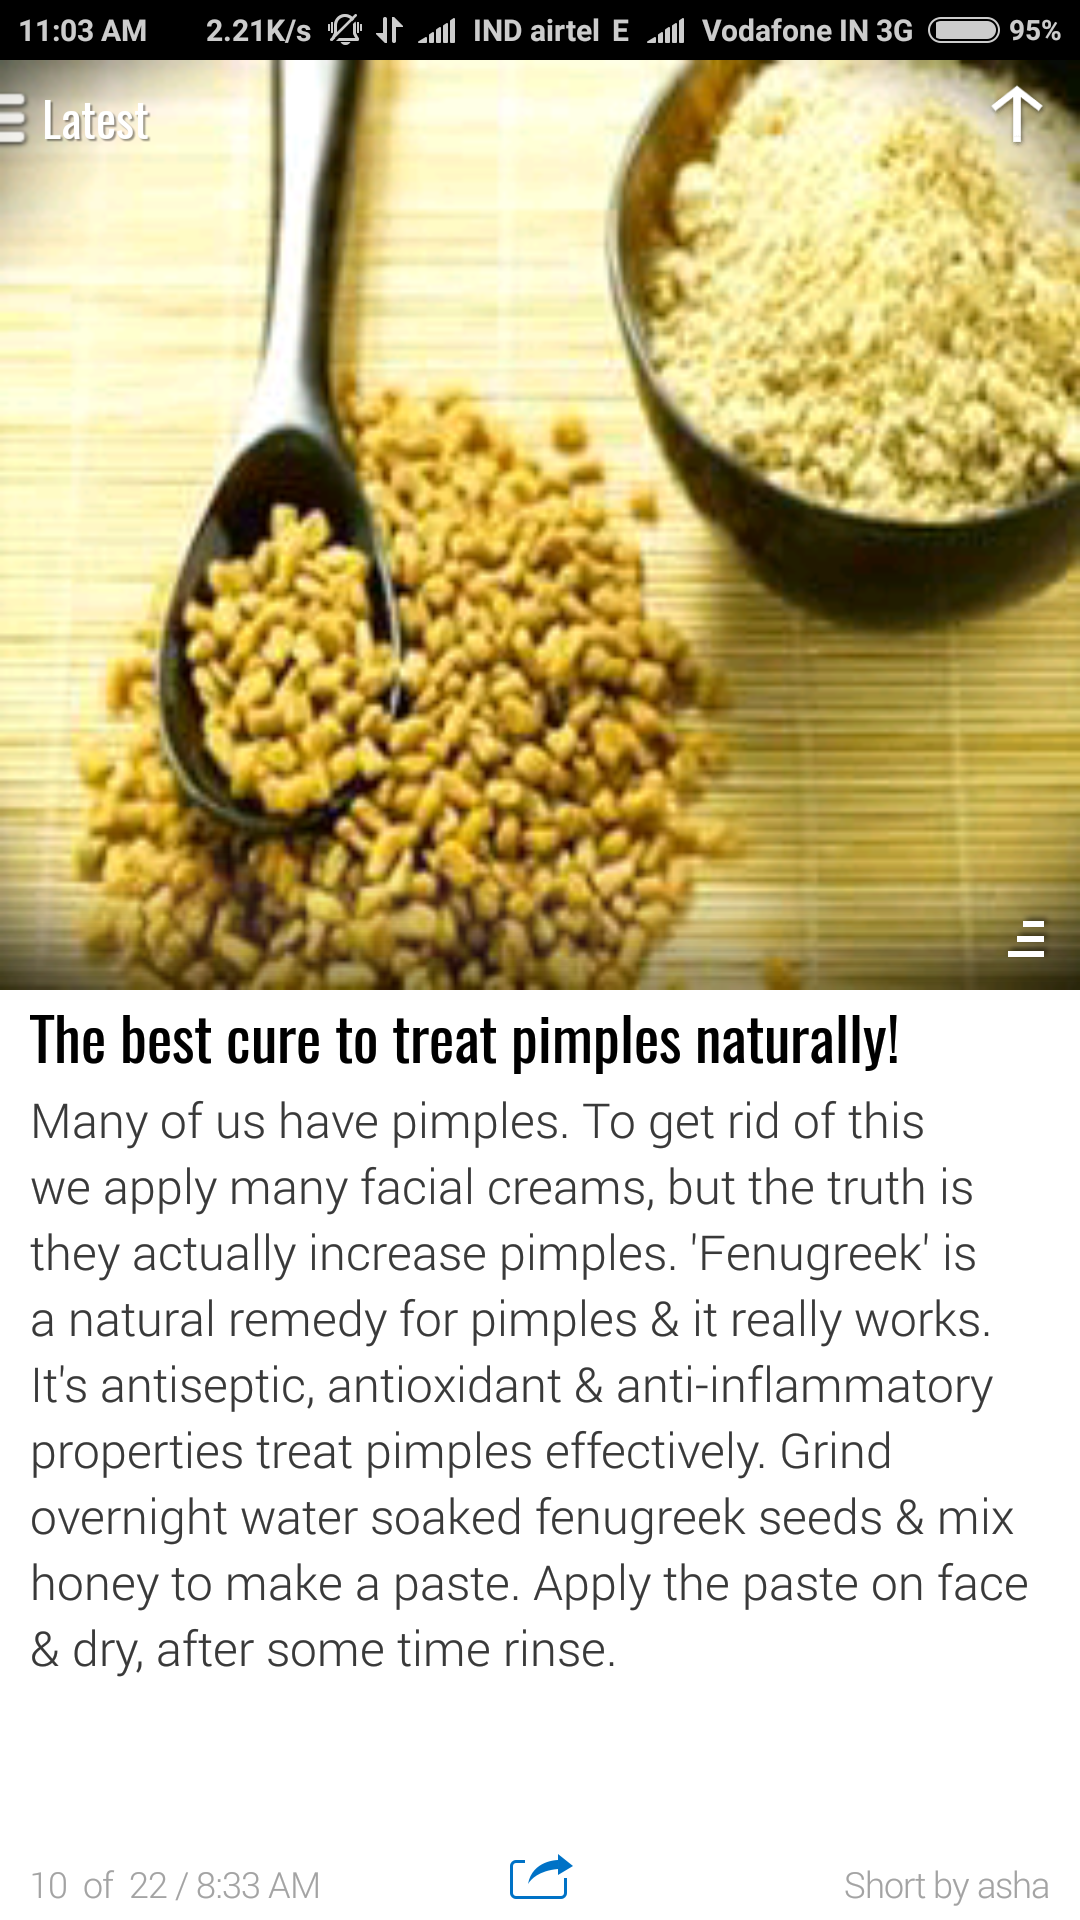 11:03 AM 2.21K/s IND airtel E Vodafone IN 3G 95%
Latest
The best cure to treat pimples naturally!
Many of us have pimples. To get rid of this
we apply many facial creams, but the truth is
they actually increase pimples. 'Fenugreek' is
a natural remedy for pimples & it really works.
It's antiseptic, antioxidant & anti-inflammatory
properties treat pimples effectively. Grind
overnight water soaked fenugreek seeds & mix
honey to make a paste. Apply the paste on face
& dry, after some time rinse.
10 of 22 / 8:33 AM Short by asha